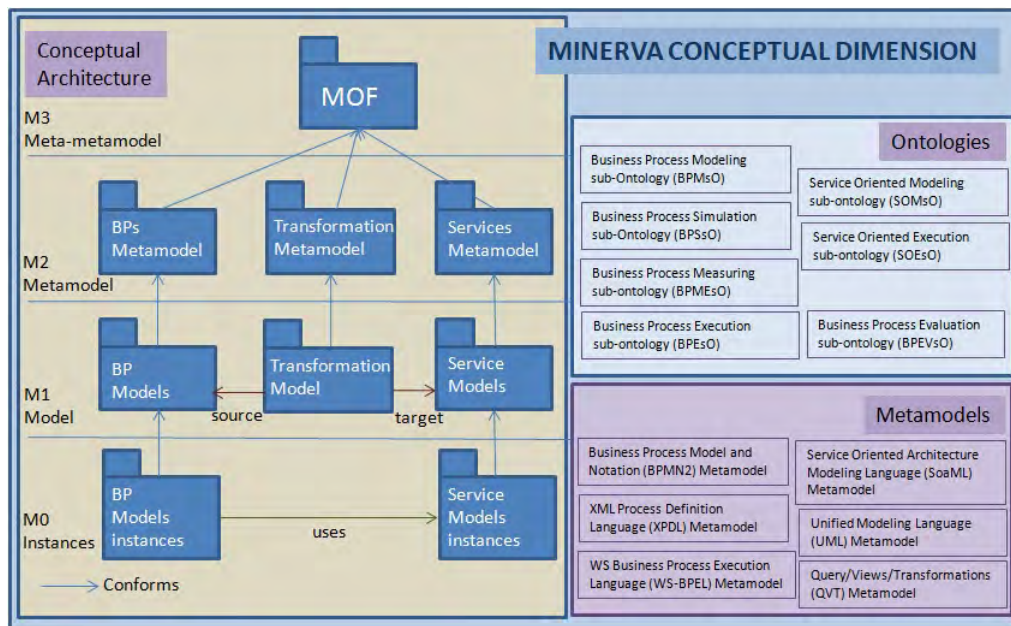 Conceptual
Architecture
MINERVA CONCEPTUAL DIMENSION
MOF
M3
Meta-metamodel
BPs
Metamodel
Transformation
Metamodel
Services
Metamodel
M2
Metamodel
BP
Models
Transformation
Model
Service
Models
source
target
M1
Model
BP
Models
instances
uses
Service
Models
instances
M0
Instances
Conforms
Ontologies
Business Process Modeling
sub-Ontology (BPMsO)
Service Oriented Modeling
sub-ontology (SOMsO)
Business Process Simulation
sub-Ontology (BPSsO)
Service Oriented Execution
sub-ontology (SOEsO)
Business Process Measuring
sub-ontology (BPMEsO)
Business Process Execution
sub-ontology (BPEsO)
Business Process Evaluation
sub-ontology (BPEVsO)
Metamodels
Business Process Model and
Notation (BPMN2) Metamodel
Service Oriented Architecture
Modeling Language (SoaML)
Metamodel
XML Process Definition
Language (XPDL) Metamodel
Unified Modeling Language
(UML) Metamodel
WS Business Process Execution
Language (WS-BPEL) Metamodel
Query/Views/Transformations
(QVT) Metamodel